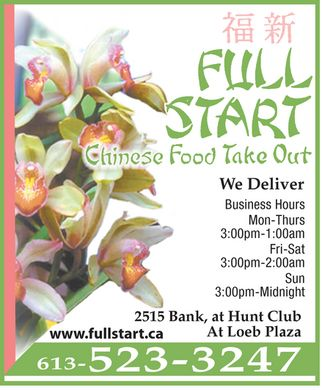 福新
FULL
START
Chinese Food Take Out
We Deliver
Business Hours
Mon-Thurs
3:00pm-1:00am
Fri-Sat
3:00pm-2:00am
Sun
3:00pm-Midnight
2515 Bank, at Hunt Club
www.fullstart.ca At Loeb Plaza
613-523-3247